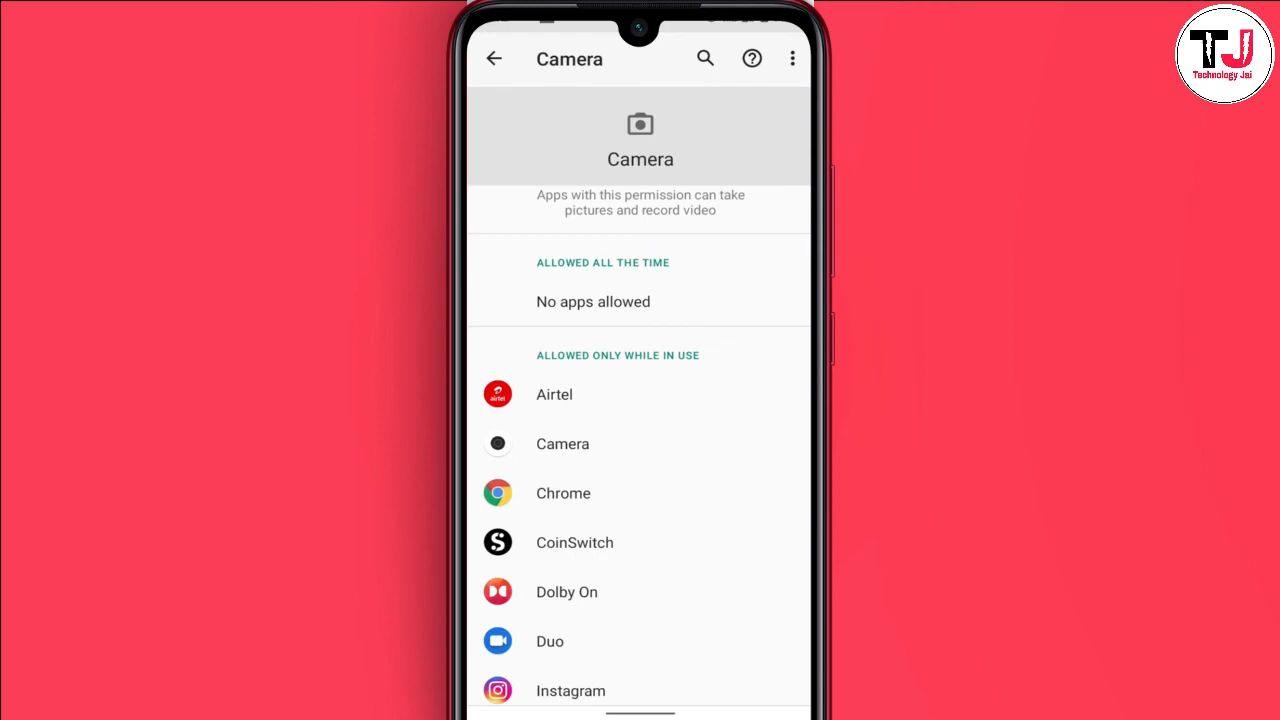 Camera
TJ
Technology Jai
Camera
Apps with this permission can take
pictures and record video
ALLOWED ALL THE TIME
No apps allowed
ALLOWED ONLY WHILE IN USE
airtel
Airtel
Camera
Chrome
CoinSwitch
Dolby On
Duo
Instagram